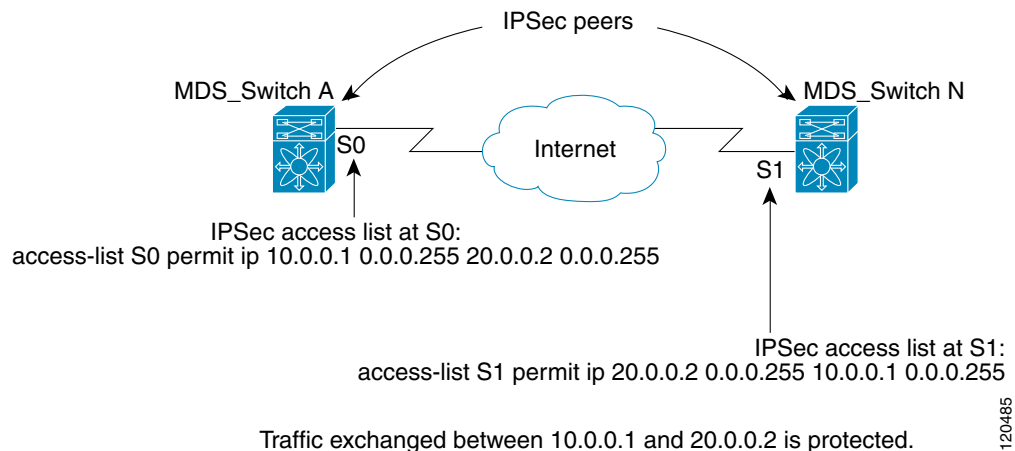 IPSec peers
MDS_Switch A
MDS_Switch N
S0
Internet
S1
IPSec access list at S0:
access-list S0 permit ip 10.0.0.1 0.0.0.255 20.0.0.2 0.0.0.255
IPSec access list at S1:
access-list S1 permit ip 20.0.0.2 0.0.0.255 10.0.0.1 0.0.0.255
Traffic exchanged between 10.0.0.1 and 20.0.0.2 is protected.
120485